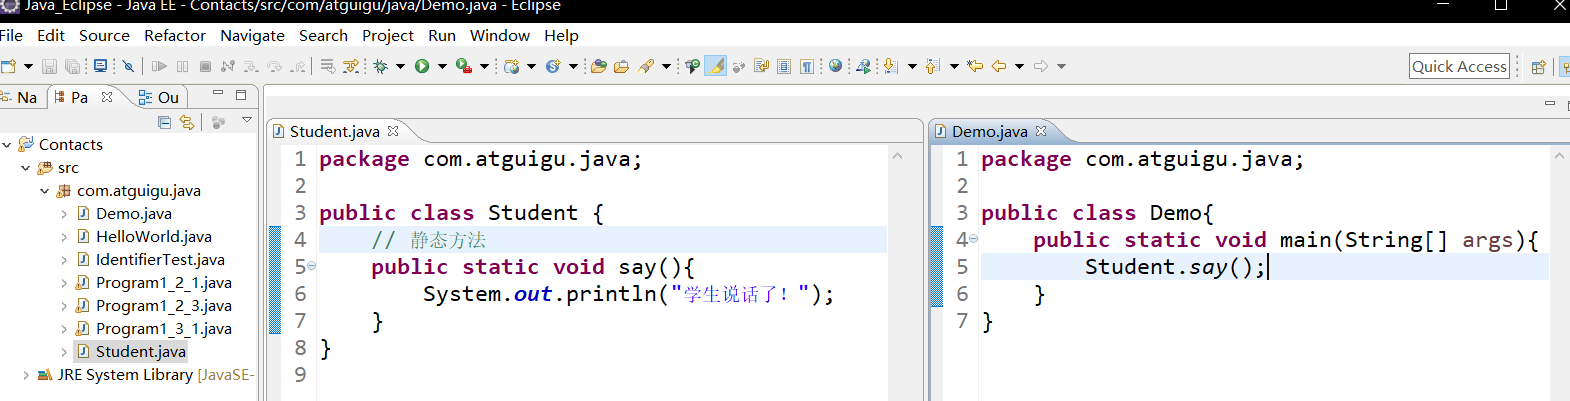 Java_Eclipse - Java EE - Contacts/src/com/atguigu/java/Demo.java - Eclipse
File Edit Source Refactor Navigate Search Project Run Window Help
Quick Access
Na Pa Ou
Contacts
src
com.atguigu.java
Demo.java
HelloWorld.java
IdentifierTest.java
Program1_2_1.java
Program1_2_3.java
Program1_3_1.java
Student.java
JRE System Library [JavaSE-
Student.java
1 package com.atguigu.java;
2
3 public class Student {
4 // 静态方法
5 public static void say(){
6 System.out.println("学生说话了！");
7 }
8 }
9
Demo.java
1 package com.atguigu.java;
2
3 public class Demo{
4 public static void main(String[] args){
5 Student.say();
6 }
7 }